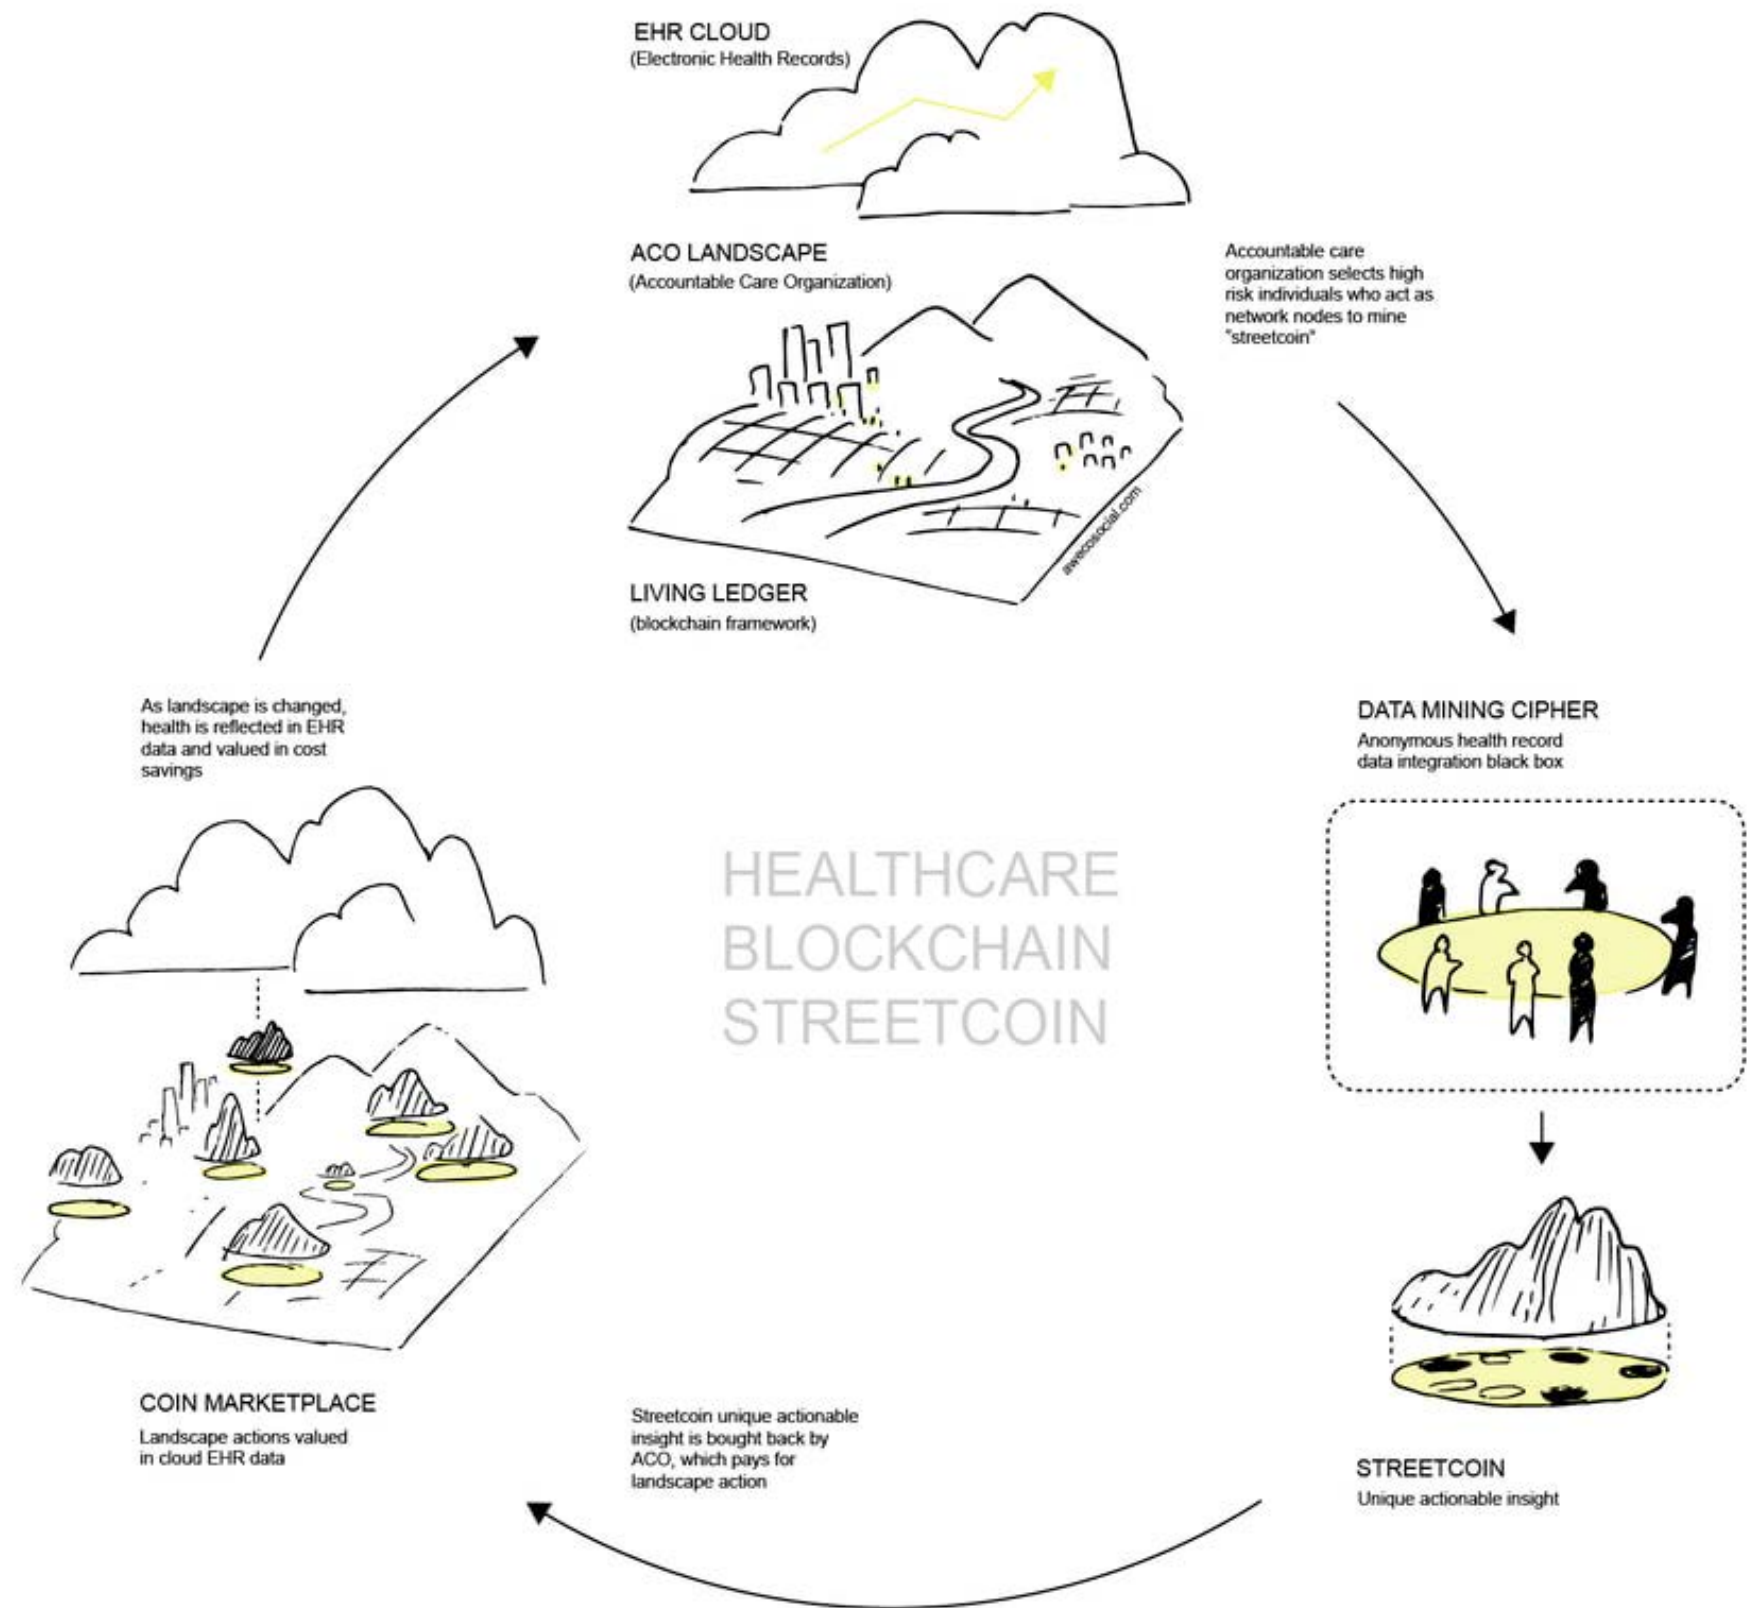 EHR CLOUD
(Electronic Health Records)
ACO LANDSCAPE
(Accountable Care Organization)
Accountable care
organization selects high
risk individuals who act as
network nodes to mine
"streetcoin"
awecosocial.com
LIVING LEDGER
(blockchain framework)
As landscape is changed,
health is reflected in EHR
data and valued in cost
savings
DATA MINING CIPHER
Anonymous health record
data integration black box
HEALTHCARE
BLOCKCHAIN
STREETCOIN
COIN MARKETPLACE
Landscape actions valued
in cloud EHR data
Streetcoin unique actionable
insight is bought back by
ACO, which pays for
landscape action
STREETCOIN
Unique actionable insight